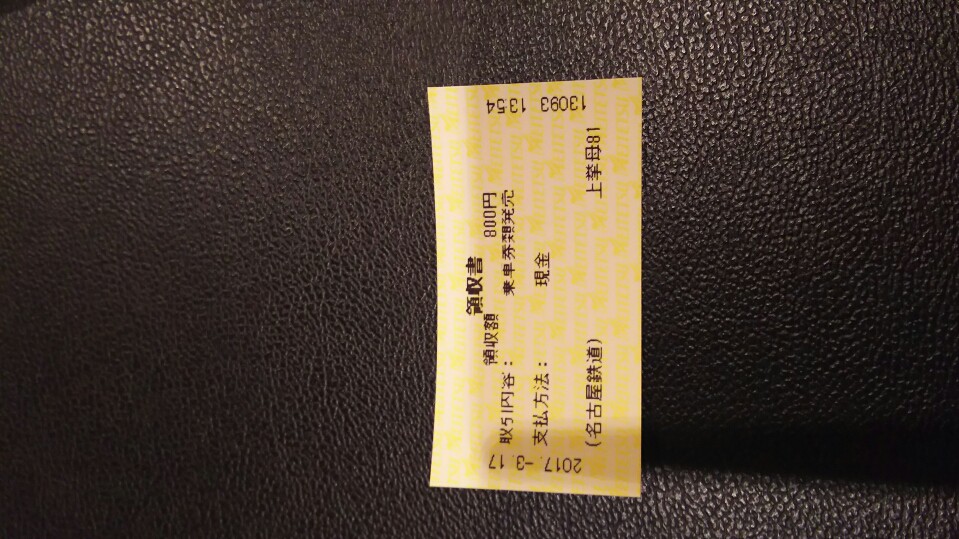 領収書
領収額 800円
取引内容: 乗車券類発売
支払方法: 現金
(名古屋鉄道) 上挙母81
2017.-3.17
13093 13:54